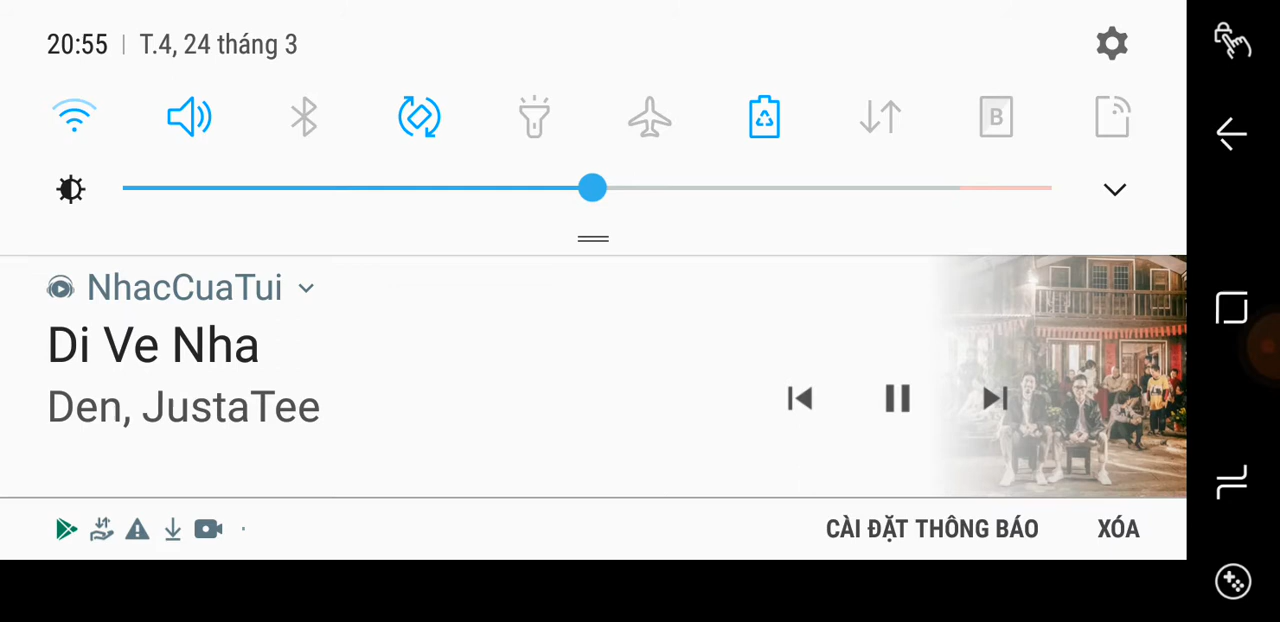 20:55 | T.4, 24 tháng 3
B
NhacCuaTui
Di Ve Nha
Den, JustaTee
CÀI ĐẶT THÔNG BÁO XÓA